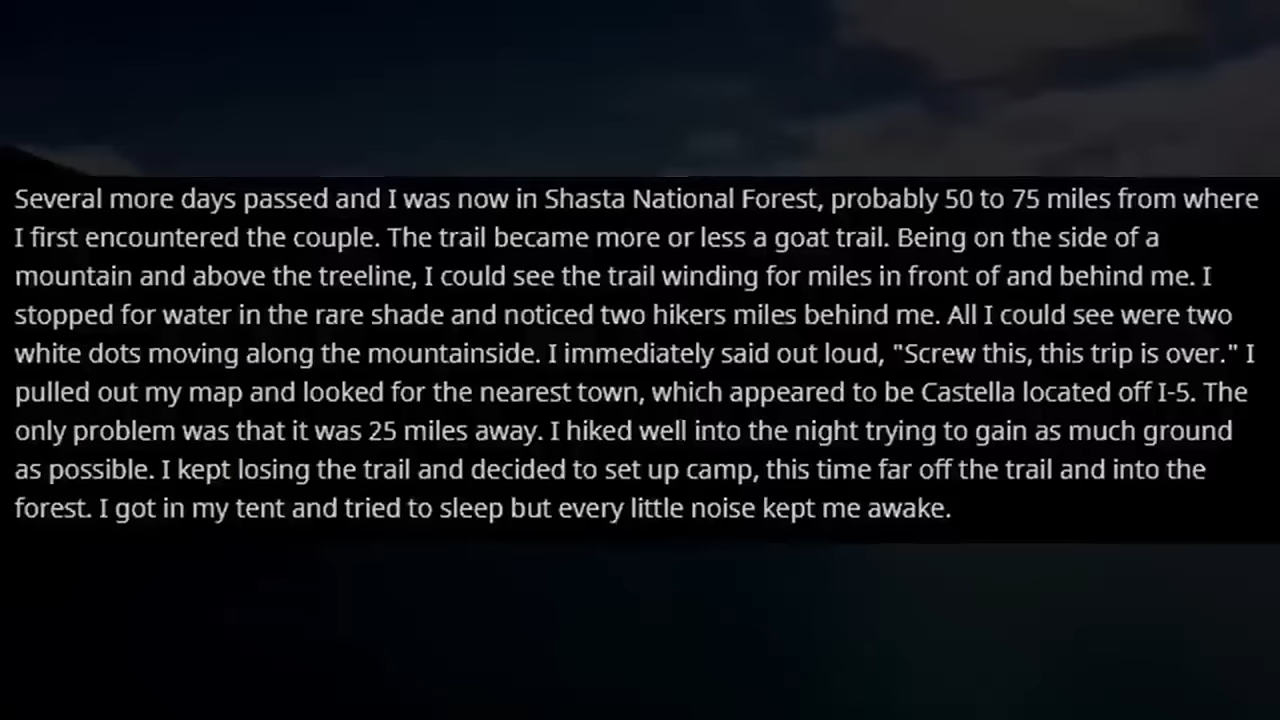 Several more days passed and I was now in Shasta National Forest, probably 50 to 75 miles from where
I first encountered the couple. The trail became more or less a goat trail. Being on the side of a
mountain and above the treeline, I could see the trail winding for miles in front of and behind me. I
stopped for water in the rare shade and noticed two hikers miles behind me. All I could see were two
white dots moving along the mountainside. I immediately said out loud, "Screw this, this trip is over." I
pulled out my map and looked for the nearest town, which appeared to be Castella located off I-5. The
only problem was that it was 25 miles away. I hiked well into the night trying to gain as much ground
as possible. I kept losing the trail and decided to set up camp, this time far off the trail and into the
forest. I got in my tent and tried to sleep but every little noise kept me awake.